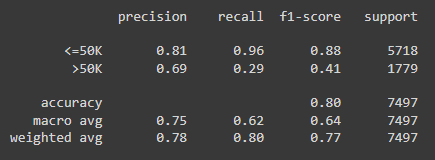 precision recall f1-score support
<=50K 0.81 0.96 0.88 5718
>50K 0.69 0.29 0.41 1779
accuracy 0.80 7497
macro avg 0.75 0.62 0.64 7497
weighted avg 0.78 0.80 0.77 7497